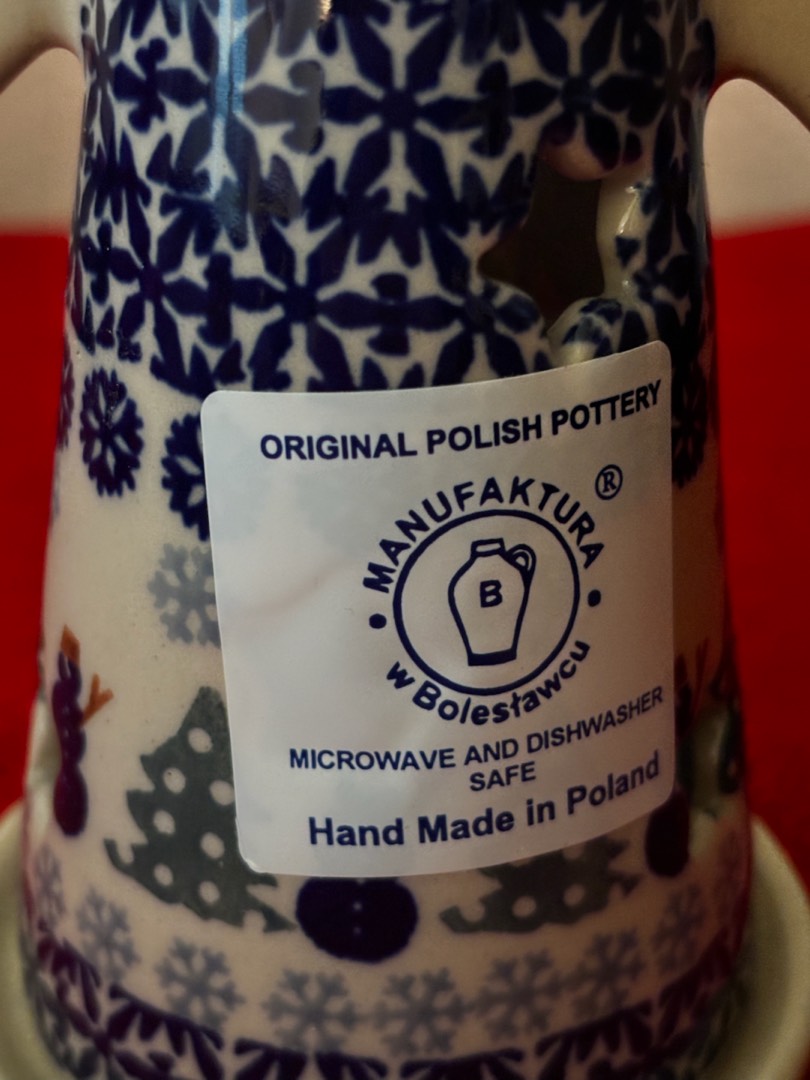 ORIGINAL POLISH POTTERY
MANUFAKTURA ®
B
w Bolesławcu
MICROWAVE AND DISHWASHER
SAFE
Hand Made in Poland